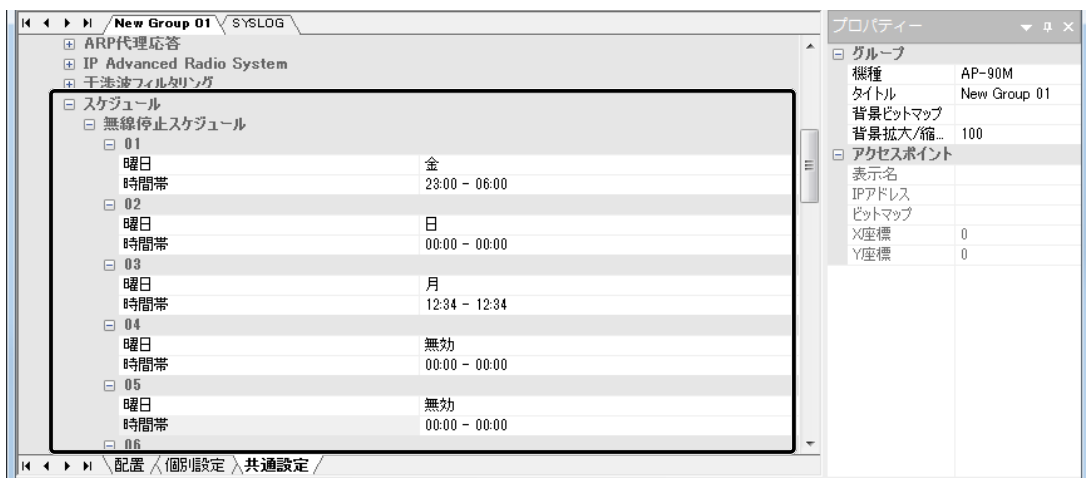 New Group 01 SYSLOG
ARP代理応答
IP Advanced Radio System
干渉波フィルタリング
スケジュール
無線停止スケジュール
01
曜日 金
時間帯 23:00 - 06:00
02
曜日 日
時間帯 00:00 - 00:00
03
曜日 月
時間帯 12:34 - 12:34
04
曜日 無効
時間帯 00:00 - 00:00
05
曜日 無効
時間帯 00:00 - 00:00
06
配置 個別設定 共通設定
プロパティー
グループ
機種 AP-90M
タイトル New Group 01
背景ビットマップ
背景拡大/縮... 100
アクセスポイント
表示名
IPアドレス
ビットマップ
X座標 0
Y座標 0